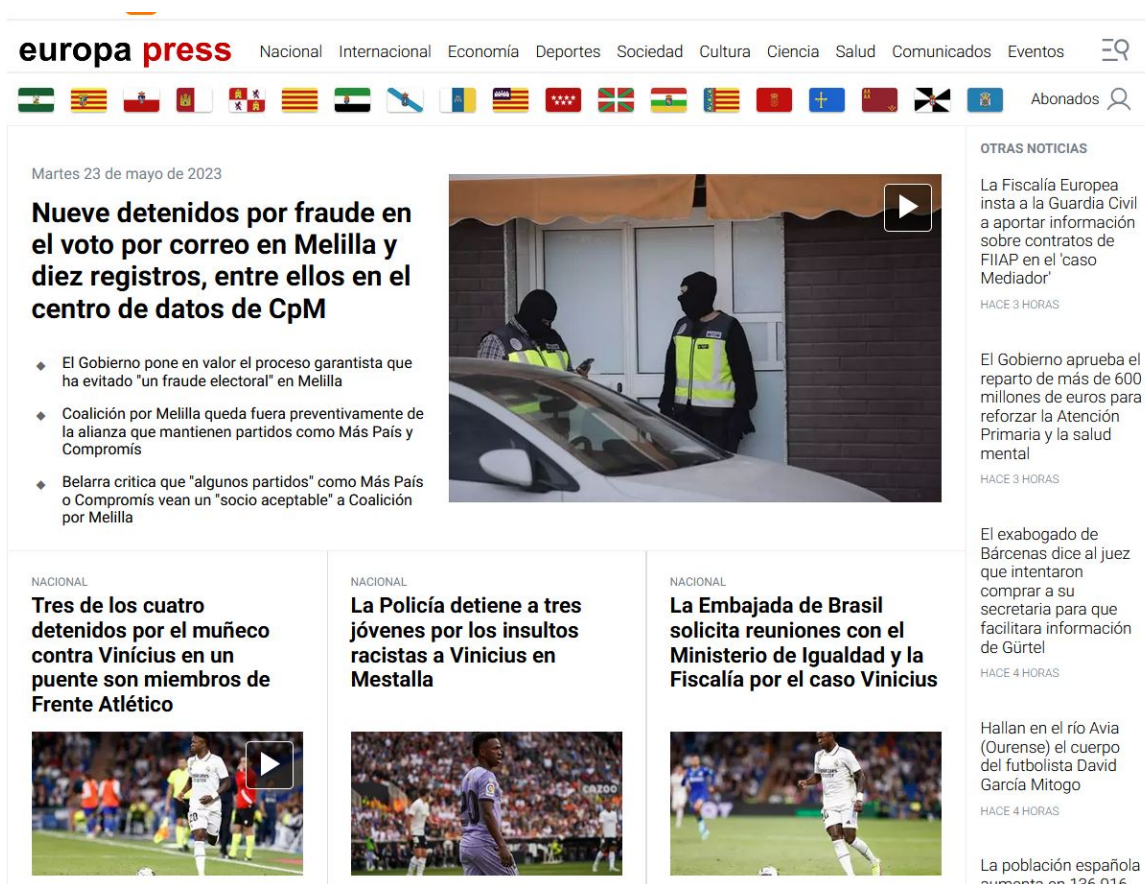 europa press
Nacional Internacional Economía Deportes Sociedad Cultura Ciencia Salud Comunicados Eventos
Abonados
Martes 23 de mayo de 2023
Nueve detenidos por fraude en
el voto por correo en Melilla y
diez registros, entre ellos en el
centro de datos de CpM
El Gobierno pone en valor el proceso garantista que
ha evitado "un fraude electoral" en Melilla
Coalición por Melilla queda fuera preventivamente de
la alianza que mantienen partidos como Más País y
Compromís
Belarra critica que "algunos partidos" como Más País
o Compromís vean un "socio aceptable" a Coalición
por Melilla
NACIONAL
Tres de los cuatro
detenidos por el muñeco
contra Vinícius en un
puente son miembros de
Frente Atlético
NACIONAL
La Policía detiene a tres
jóvenes por los insultos
racistas a Vinicius en
Mestalla
CAZOO
NACIONAL
La Embajada de Brasil
solicita reuniones con el
Ministerio de Igualdad y la
Fiscalía por el caso Vinicius
OTRAS NOTICIAS
La Fiscalía Europea
insta a la Guardia Civil
a aportar información
sobre contratos de
FIIAP en el 'caso
Mediador'
HACE 3 HORAS
El Gobierno aprueba el
reparto de más de 600
millones de euros para
reforzar la Atención
Primaria y la salud
mental
HACE 3 HORAS
El exabogado de
Bárcenas dice al juez
que intentaron
comprar a su
secretaria para que
facilitara información
de Gürtel
HACE 4 HORAS
Hallan en el río Avia
(Ourense) el cuerpo
del futbolista David
García Mitogo
HACE 4 HORAS
La población española
aumenta en 136.916